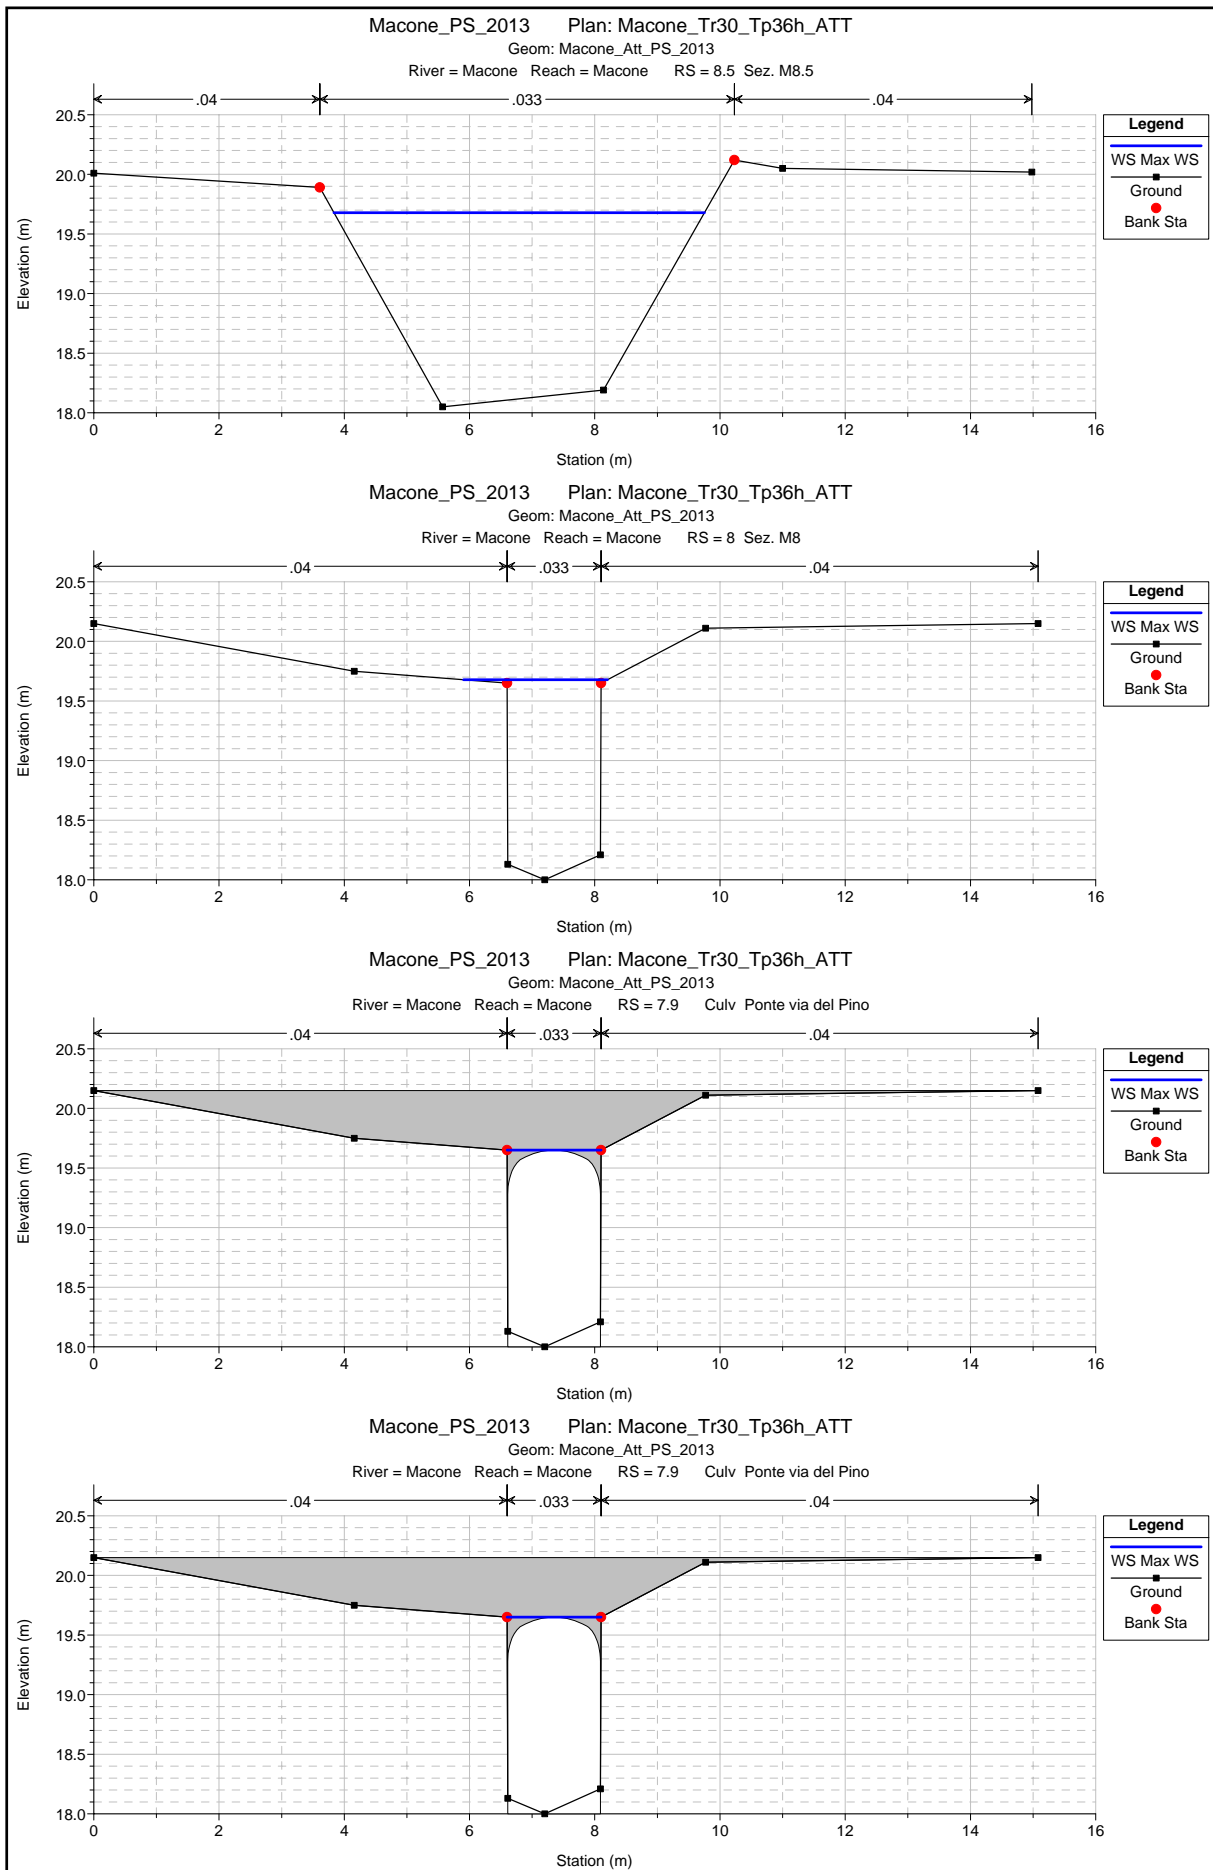 Macone_PS_2013 Plan: Macone_Tr30_Tp36h_ATT
Geom: Macone_Att_PS_2013
River = Macone Reach = Macone RS = 8.5 Sez. M8.5
.04 .033 .04
20.5
20.0
19.5
19.0
18.5
18.0
Elevation (m)
0 2 4 6 8 10 12 14 16
Station (m)
Legend
WS Max WS
Ground
Bank Sta
Macone_PS_2013 Plan: Macone_Tr30_Tp36h_ATT
Geom: Macone_Att_PS_2013
River = Macone Reach = Macone RS = 8 Sez. M8
.04 .033 .04
20.5
20.0
19.5
19.0
18.5
18.0
Elevation (m)
0 2 4 6 8 10 12 14 16
Station (m)
Legend
WS Max WS
Ground
Bank Sta
Macone_PS_2013 Plan: Macone_Tr30_Tp36h_ATT
Geom: Macone_Att_PS_2013
River = Macone Reach = Macone RS = 7.9 Culv Ponte via del Pino
.04 .033 .04
20.5
20.0
19.5
19.0
18.5
18.0
Elevation (m)
0 2 4 6 8 10 12 14 16
Station (m)
Legend
WS Max WS
Ground
Bank Sta
Macone_PS_2013 Plan: Macone_Tr30_Tp36h_ATT
Geom: Macone_Att_PS_2013
River = Macone Reach = Macone RS = 7.9 Culv Ponte via del Pino
.04 .033 .04
20.5
20.0
19.5
19.0
18.5
18.0
Elevation (m)
0 2 4 6 8 10 12 14 16
Station (m)
Legend
WS Max WS
Ground
Bank Sta